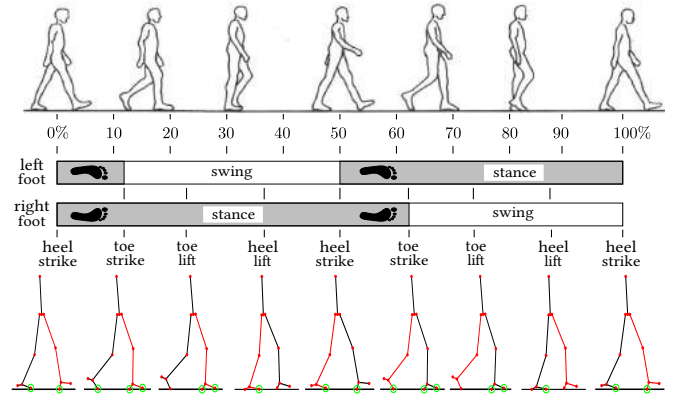 0% 10 20 30 40 50 60 70 80 90 100%
left
foot
swing
stance
right
foot
stance
swing
heel
strike
toe
strike
toe
lift
heel
lift
heel
strike
toe
strike
toe
lift
heel
lift
heel
strike